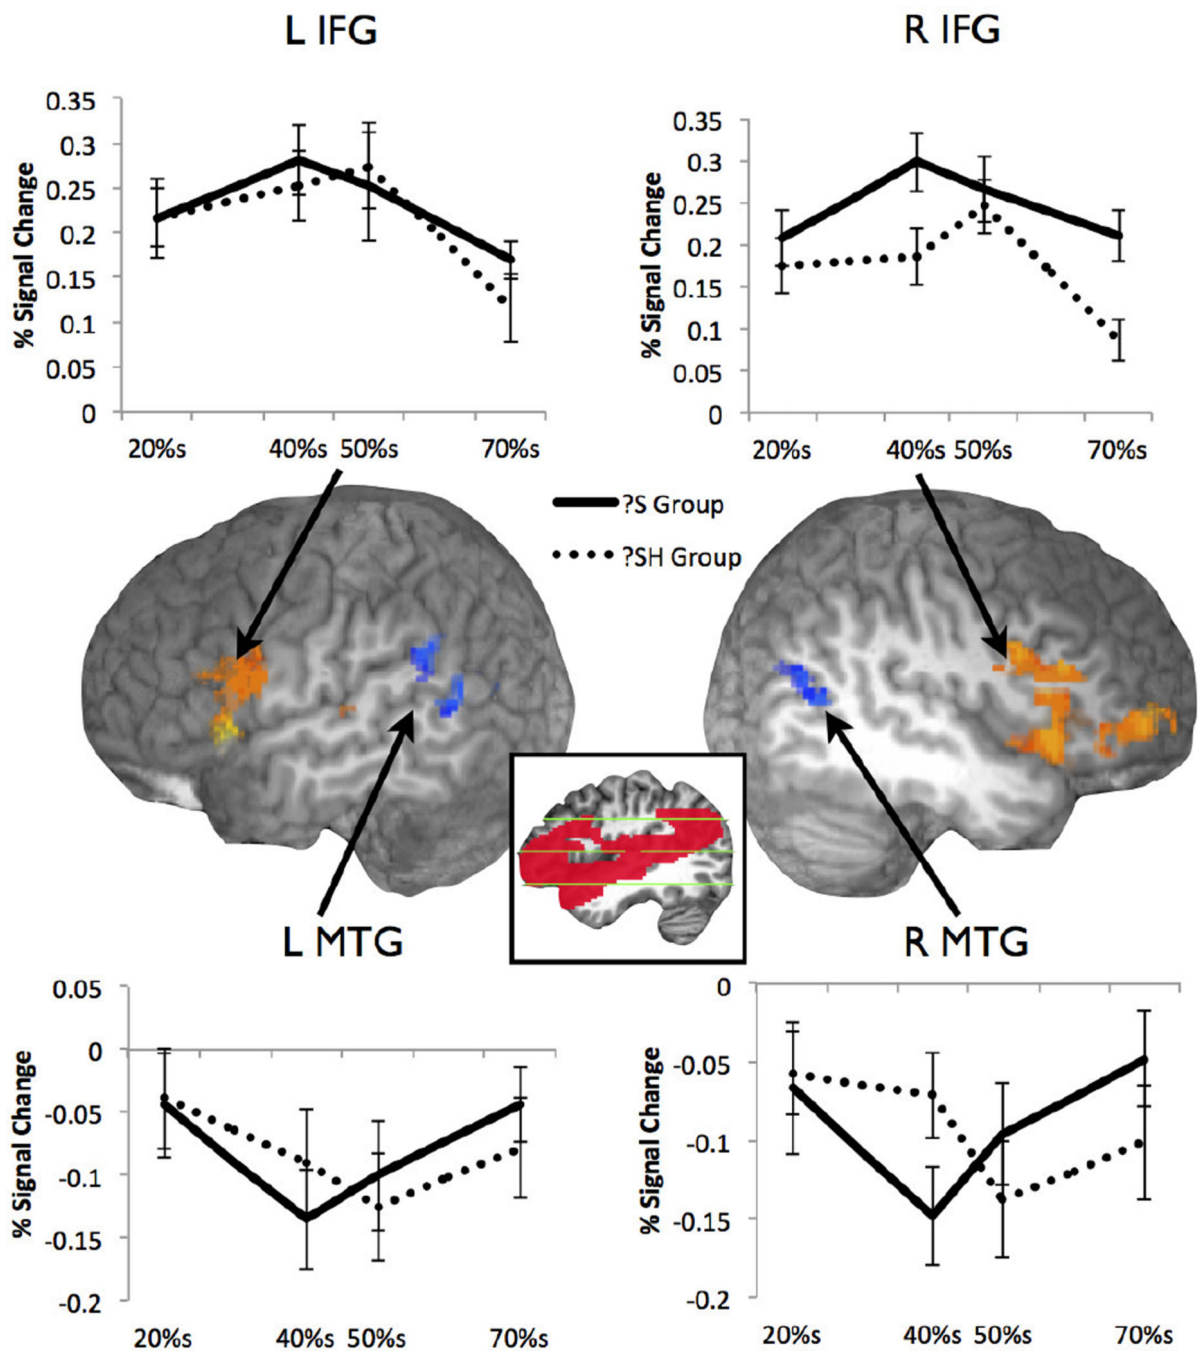 L IFG
R IFG
% Signal Change
0.35
0.3
0.25
0.2
0.15
0.1
0.05
0
20%s 40%s 50%s 70%s
% Signal Change
0.35
0.3
0.25
0.2
0.15
0.1
0.05
0
20%s 40%s 50%s 70%s
?S Group
?SH Group
L MTG
R MTG
% Signal Change
0.05
0
-0.05
-0.1
-0.15
-0.2
20%s 40%s 50%s 70%s
% Signal Change
0
-0.05
-0.1
-0.15
-0.2
20%s 40%s 50%s 70%s